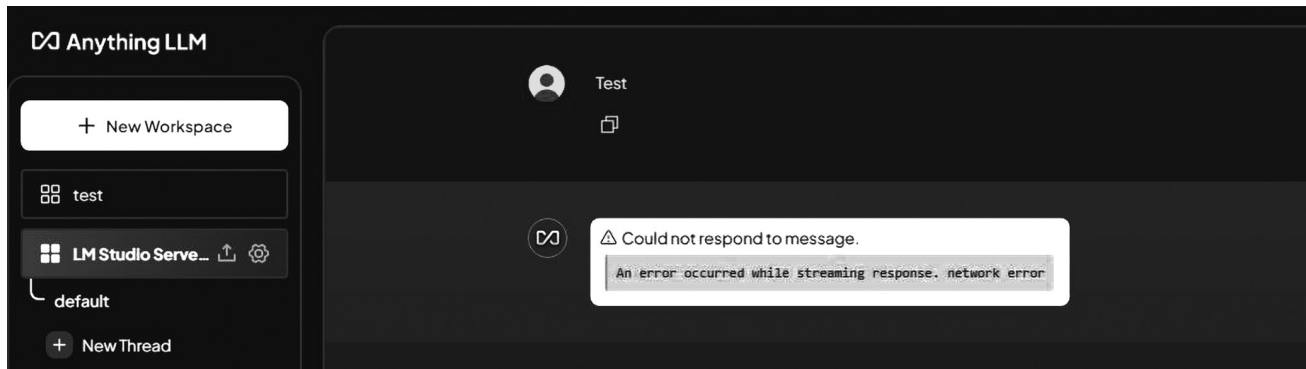 Anything LLM
+ New Workspace
test
LM Studio Serve...
default
+ New Thread
Test
Could not respond to message.
An error occurred while streaming response. network error